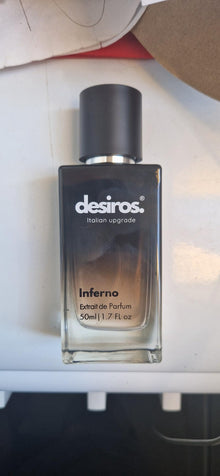 desiros.®
Italian upgrade
Inferno
Extrait de Parfum
50ml | 1.7 FL oz